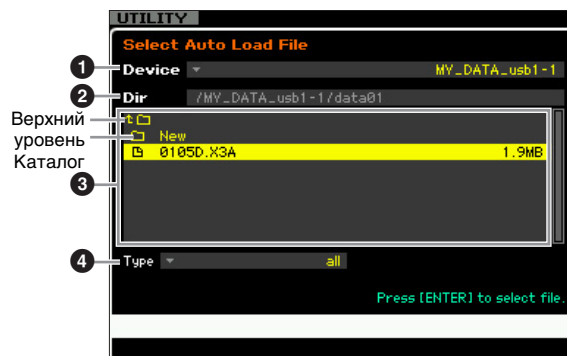 UTILITY
Select Auto Load File
1 Device MY_DATA_usb1-1
2 Dir /MY_DATA_usb1-1/data01
Верхний
уровень
Каталог
New
0105D.X3A 1.9MB
3
4 Type all
Press [ENTER] to select file.